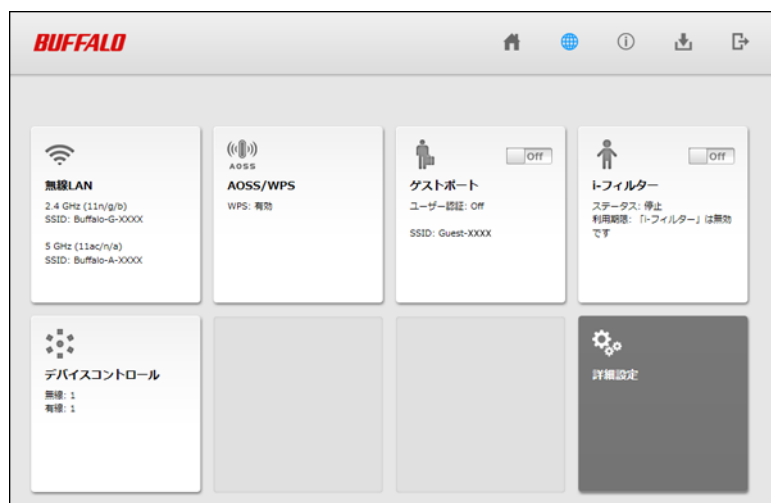 BUFFALO
無線LAN
2.4 GHz (11n/g/b)
SSID: Buffalo-G-XXXX
5 GHz (11ac/n/a)
SSID: Buffalo-A-XXXX
AOSS
AOSS/WPS
WPS: 有効
Off
ゲストポート
ユーザー認証: Off
SSID: Guest-XXXX
Off
i-フィルター
ステータス: 停止
利用期限: 「i-フィルター」は無効
です
デバイスコントロール
無線: 1
有線: 1
詳細設定